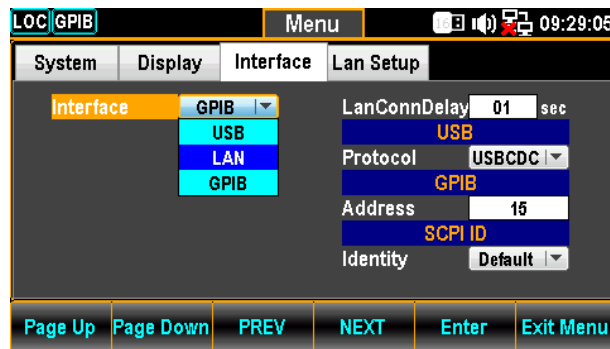 LOC GPIB Menu 16 09:29:05
System Display Interface Lan Setup
Interface GPIB LanConnDelay 01 sec
USB USB
LAN Protocol USBCDC
GPIB GPIB
Address 15
SCPI ID
Identity Default
Page Up Page Down PREV NEXT Enter Exit Menu